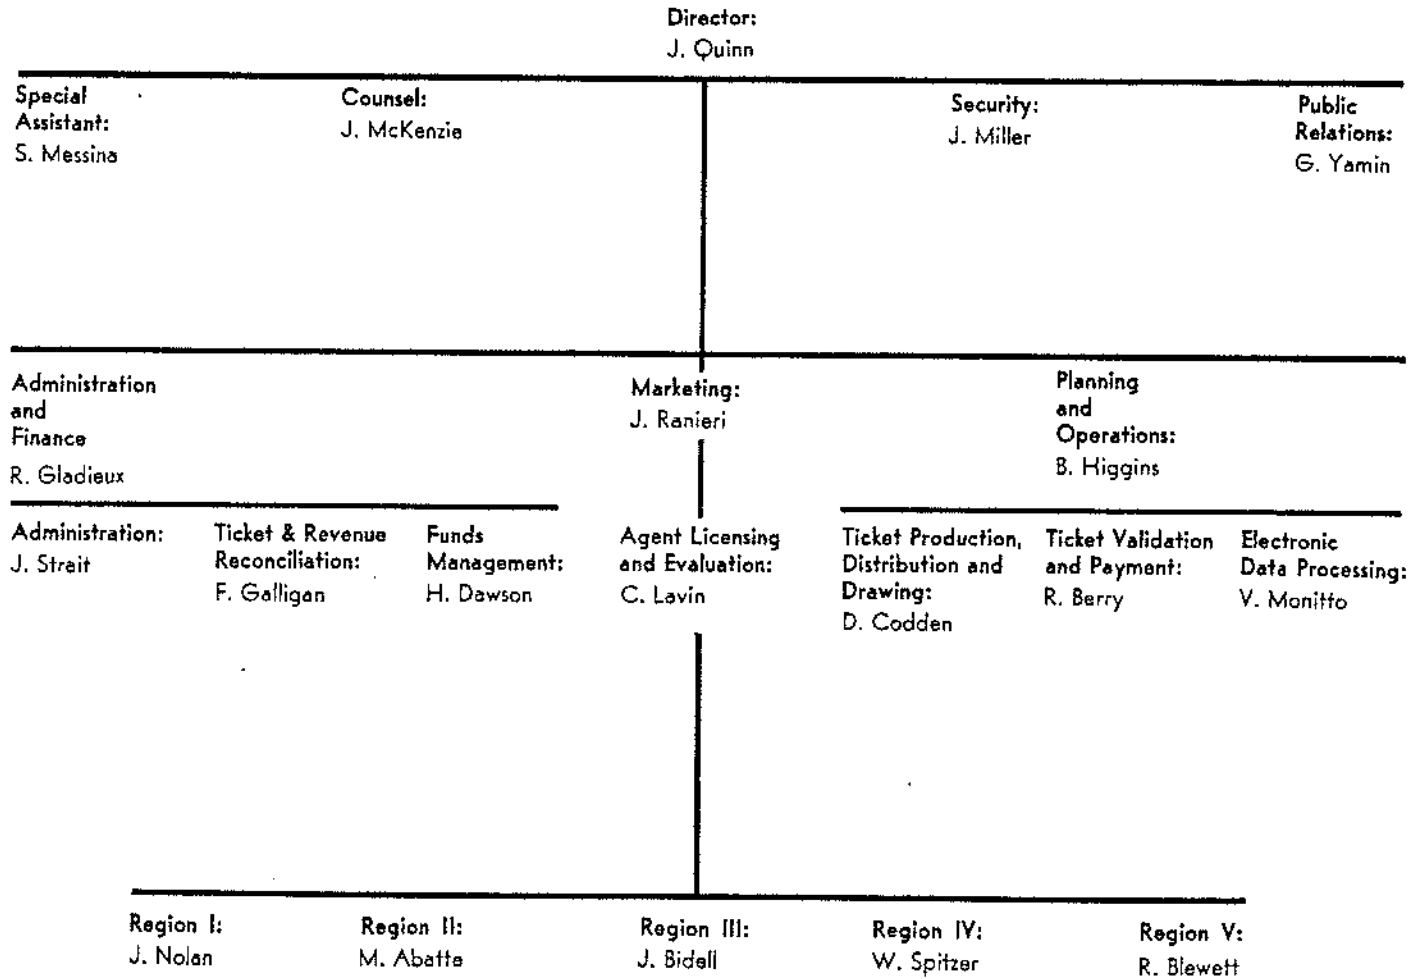 Director:
J. Quinn
Special
Assistant:
S. Messina
Counsel:
J. McKenzie
Security:
J. Miller
Public
Relations:
G. Yamin
Administration
and
Finance
R. Gladieux
Marketing:
J. Ranieri
Planning
and
Operations:
B. Higgins
Administration:
J. Strait
Ticket & Revenue
Reconciliation:
F. Galligan
Funds
Management:
H. Dawson
Agent Licensing
and Evaluation:
C. Lavin
Ticket Production,
Distribution and
Drawing:
D. Codden
Ticket Validation
and Payment:
R. Berry
Electronic
Data Processing:
V. Monitto
Region I:
J. Nolan
Region II:
M. Abatte
Region III:
J. Bidell
Region IV:
W. Spitzer
Region V:
R. Blewett